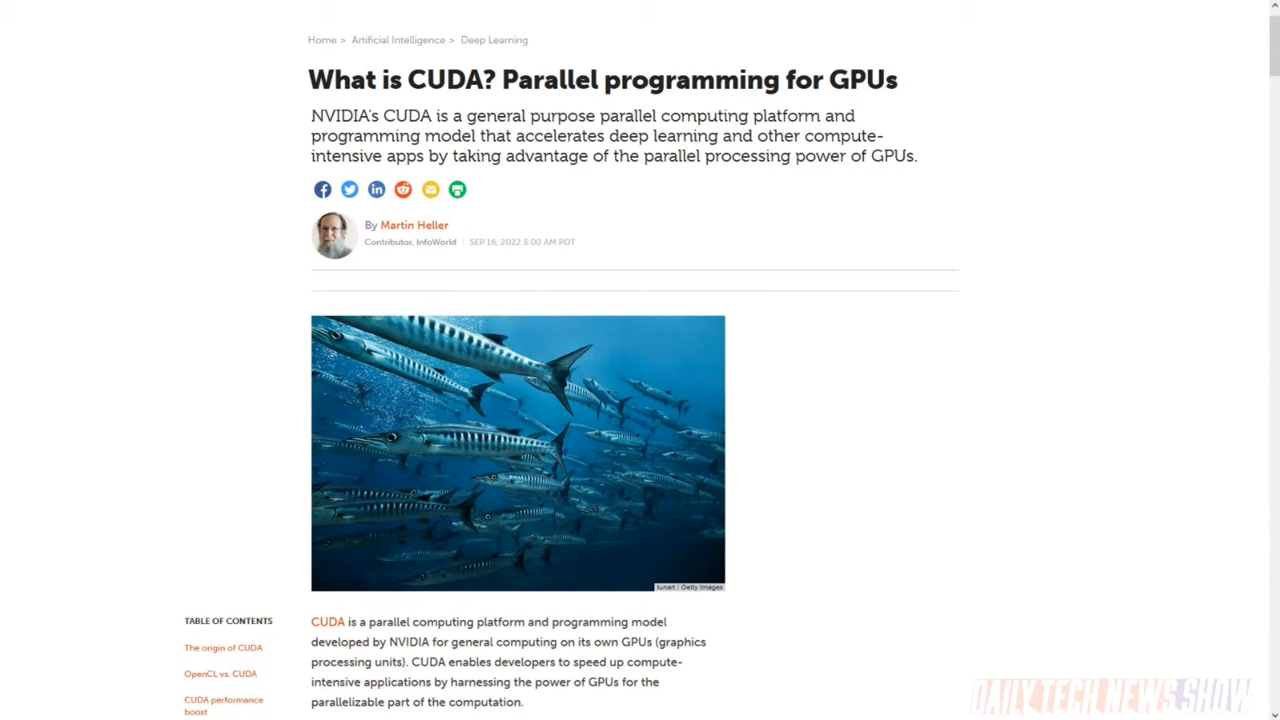 Home > Artificial Intelligence > Deep Learning
What is CUDA? Parallel programming for GPUs
NVIDIA's CUDA is a general purpose parallel computing platform and
programming model that accelerates deep learning and other compute-
intensive apps by taking advantage of the parallel processing power of GPUs.
By Martin Heller
Contributor, InfoWorld | SEP 16, 2022 3:00 AM PDT
Iunait / Getty Images
TABLE OF CONTENTS
The origin of CUDA
OpenCL vs. CUDA
CUDA performance
boost
CUDA is a parallel computing platform and programming model
developed by NVIDIA for general computing on its own GPUs (graphics
processing units). CUDA enables developers to speed up compute-
intensive applications by harnessing the power of GPUs for the
parallelizable part of the computation.
DAILY TECH NEWS SHOW